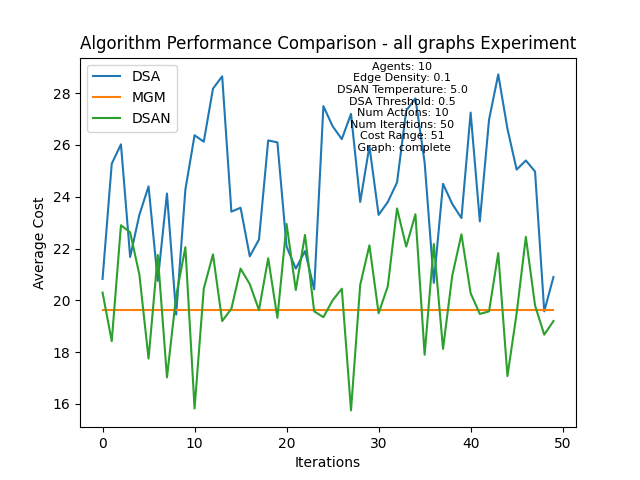 Algorithm Performance Comparison - all graphs Experiment
DSA
MGM
DSAN
Agents: 10
Edge Density: 0.1
DSAN Temperature: 5.0
DSA Threshold: 0.5
Num Actions: 10
Num Iterations: 50
Cost Range: 51
Graph: complete
Average Cost
28
26
24
22
20
18
16
0
10
20
30
40
50
Iterations